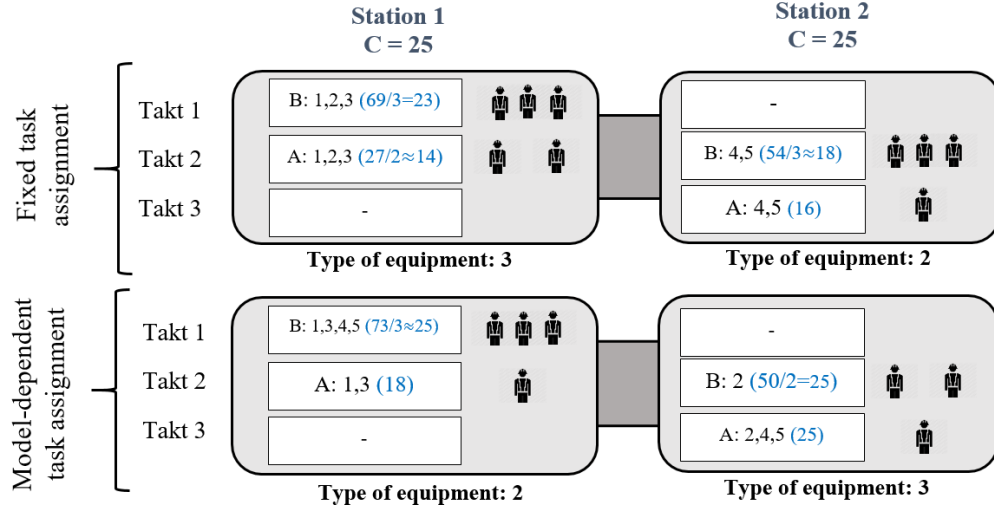 Station 1
C = 25
Station 2
C = 25
Fixed task
assignment
Takt 1
B: 1,2,3 (69/3=23)
-
Takt 2
A: 1,2,3 (27/2≈14)
B: 4,5 (54/3≈18)
Takt 3
-
A: 4,5 (16)
Type of equipment: 3
Type of equipment: 2
Model-dependent
task assignment
Takt 1
B: 1,3,4,5 (73/3≈25)
-
Takt 2
A: 1,3 (18)
B: 2 (50/2=25)
Takt 3
-
A: 2,4,5 (25)
Type of equipment: 2
Type of equipment: 3